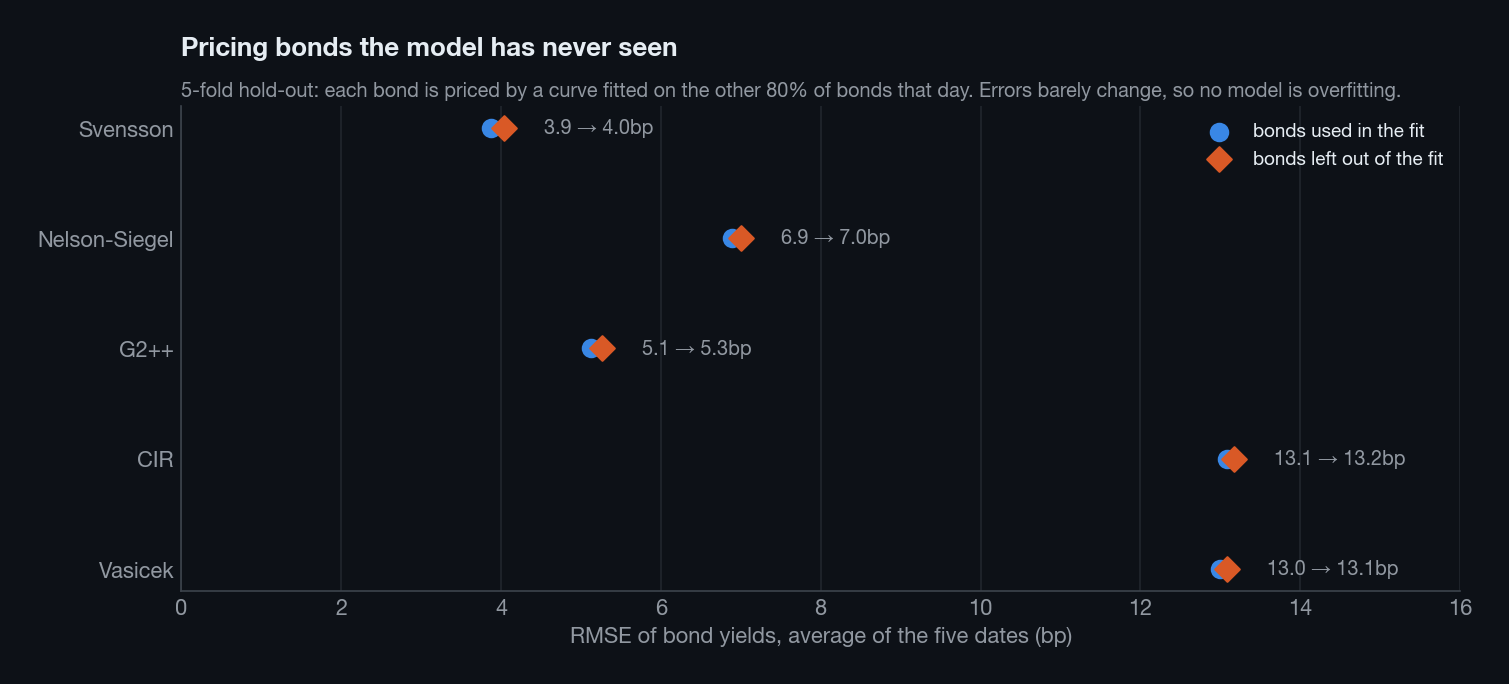 Pricing bonds the model has never seen
5-fold hold-out: each bond is priced by a curve fitted on the other 80% of bonds that day. Errors barely change, so no model is overfitting.
bonds used in the fit
bonds left out of the fit
Svensson
3.9 → 4.0bp
Nelson-Siegel
6.9 → 7.0bp
G2++
5.1 → 5.3bp
CIR
13.1 → 13.2bp
Vasicek
13.0 → 13.1bp
0 2 4 6 8 10 12 14 16
RMSE of bond yields, average of the five dates (bp)